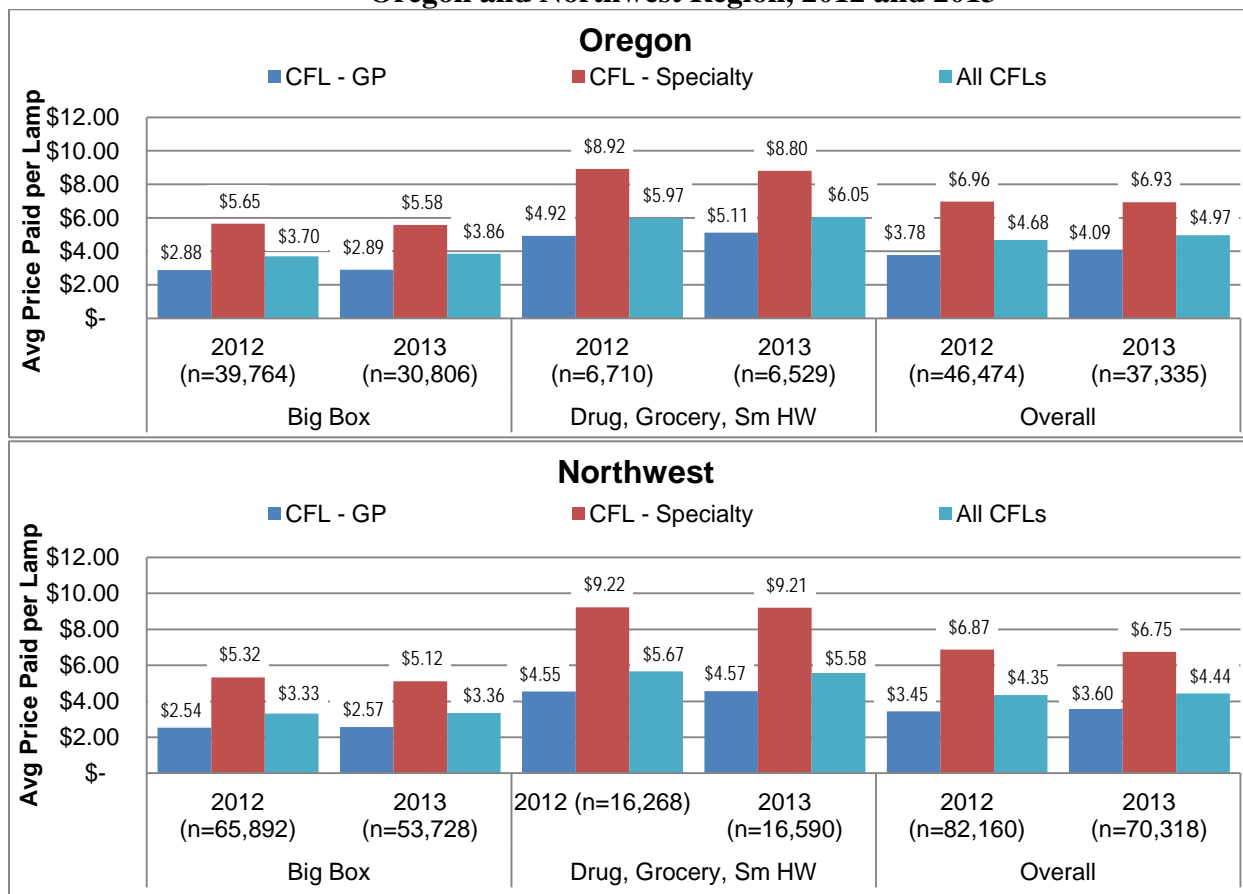 Oregon and Northwest Region, 2012 and 2013
Oregon
CFL - GP CFL - Specialty All CFLs
Avg Price Paid per Lamp
$12.00
$10.00
$8.00
$6.00
$4.00
$2.00
$-
$2.88 $5.65 $3.70 $2.89 $5.58 $3.86 $4.92 $8.92 $5.97 $5.11 $8.80 $6.05 $3.78 $6.96 $4.68 $4.09 $6.93 $4.97
2012 2013 2012 2013 2012 2013
(n=39,764) (n=30,806) (n=6,710) (n=6,529) (n=46,474) (n=37,335)
Big Box Drug, Grocery, Sm HW Overall
Northwest
CFL - GP CFL - Specialty All CFLs
Avg Price Paid per Lamp
$12.00
$10.00
$8.00
$6.00
$4.00
$2.00
$-
$2.54 $5.32 $3.33 $2.57 $5.12 $3.36 $4.55 $9.22 $5.67 $4.57 $9.21 $5.58 $3.45 $6.87 $4.35 $3.60 $6.75 $4.44
2012 2013 2012 (n=16,268) 2013 2012 2013
(n=65,892) (n=53,728) (n=16,590) (n=82,160) (n=70,318)
Big Box Drug, Grocery, Sm HW Overall